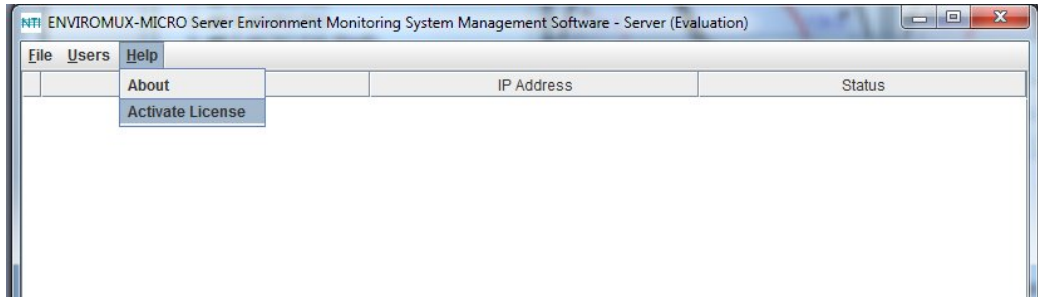 NTI ENVIROMUX-MICRO Server Environment Monitoring System Management Software - Server (Evaluation)
File Users Help
IP Address Status
About
Activate License